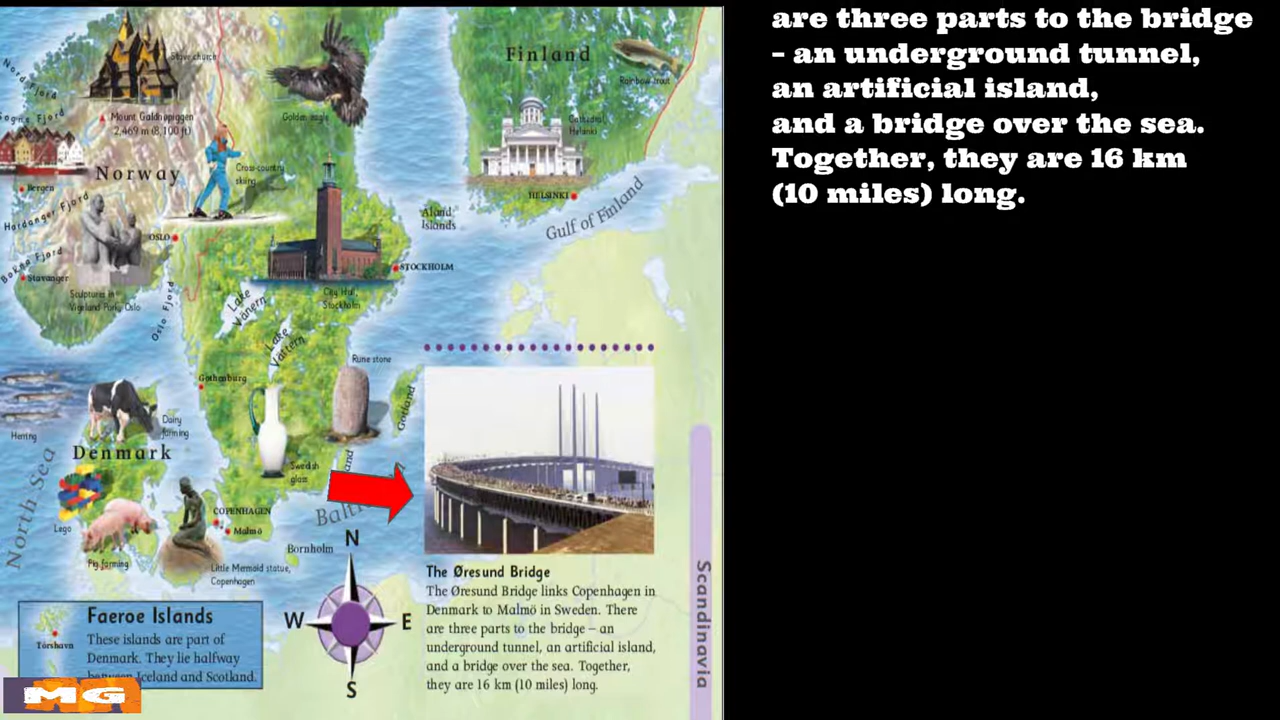 are three parts to the bridge
– an underground tunnel,
an artificial island,
and a bridge over the sea.
Together, they are 16 km
(10 miles) long.
Finland
Stave church
Rainbow trout
Nordfjord
Sogne Fjord
Mount Galdhøpiggen
2,469 m (8,100 ft)
Golden eagle
Cathedral,
Helsinki
Norway
Cross-country
skiing
Bergen
HELSINKI
Hardanger Fjord
Åland
Islands
Gulf of Finland
OSLO
Bokna Fjord
Stavanger
STOCKHOLM
Sculptures in
Vigeland Park, Oslo
Oslo Fjord
Lake
Vänern
City Hall,
Stockholm
Lake
Vättern
Rune stone
Gothenburg
Gotland
Herring
Dairy
farming
Denmark
Swedish
glass
North Sea
Lego
COPENHAGEN
Malmö
Pig farming
Bornholm
Little Mermaid statue,
Copenhagen
N
W
E
S
The Øresund Bridge
The Øresund Bridge links Copenhagen in
Denmark to Malmö in Sweden. There
are three parts to the bridge – an
underground tunnel, an artificial island,
and a bridge over the sea. Together,
they are 16 km (10 miles) long.
Scandinavia
Faeroe Islands
These islands are part of
Denmark. They lie halfway
between Iceland and Scotland.
Tórshavn
MG